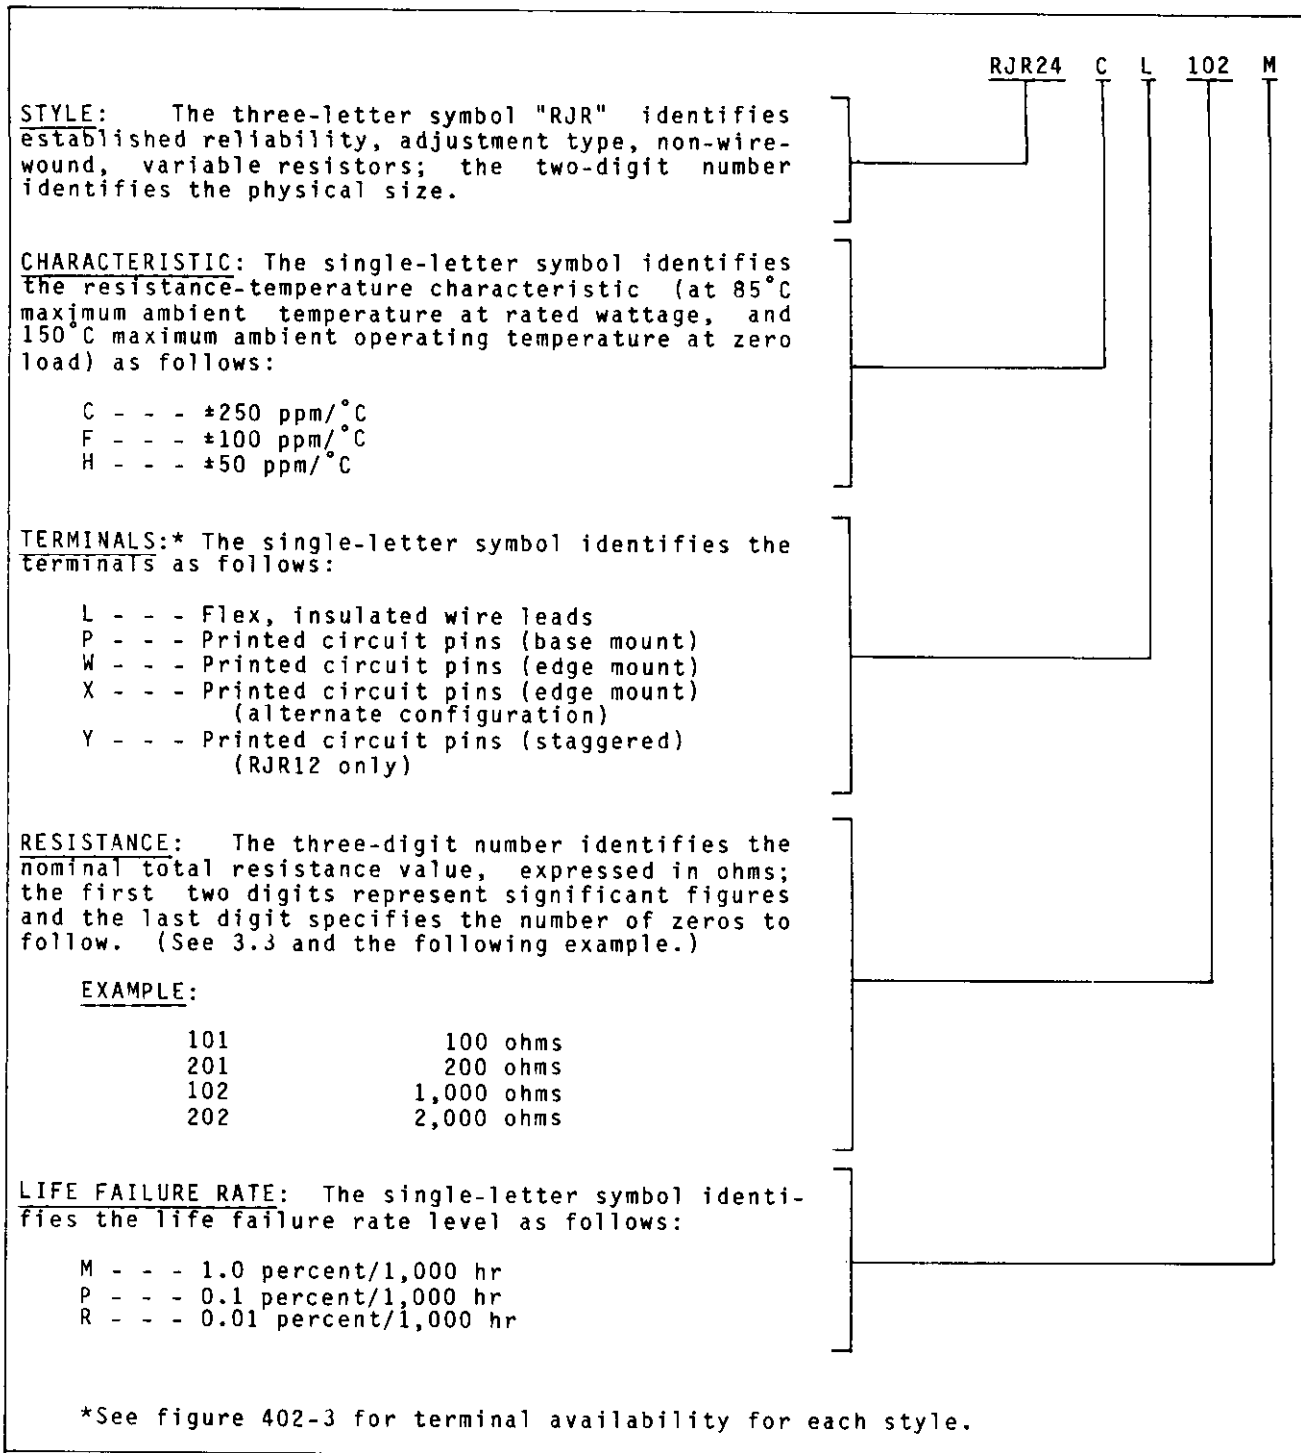 RJR24 C L 102 M
STYLE: The three-letter symbol "RJR" identifies
established reliability, adjustment type, non-wire-
wound, variable resistors; the two-digit number
identifies the physical size.
CHARACTERISTIC: The single-letter symbol identifies
the resistance-temperature characteristic (at 85°C
maximum ambient temperature at rated wattage, and
150°C maximum ambient operating temperature at zero
load) as follows:
C - - - ±250 ppm/°C
F - - - ±100 ppm/°C
H - - - ±50 ppm/°C
TERMINALS:* The single-letter symbol identifies the
terminals as follows:
L - - - Flex, insulated wire leads
P - - - Printed circuit pins (base mount)
W - - - Printed circuit pins (edge mount)
X - - - Printed circuit pins (edge mount)
(alternate configuration)
Y - - - Printed circuit pins (staggered)
(RJR12 only)
RESISTANCE: The three-digit number identifies the
nominal total resistance value, expressed in ohms;
the first two digits represent significant figures
and the last digit specifies the number of zeros to
follow. (See 3.3 and the following example.)
EXAMPLE:
101 100 ohms
201 200 ohms
102 1,000 ohms
202 2,000 ohms
LIFE FAILURE RATE: The single-letter symbol identi-
fies the life failure rate level as follows:
M - - - 1.0 percent/1,000 hr
P - - - 0.1 percent/1,000 hr
R - - - 0.01 percent/1,000 hr
*See figure 402-3 for terminal availability for each style.